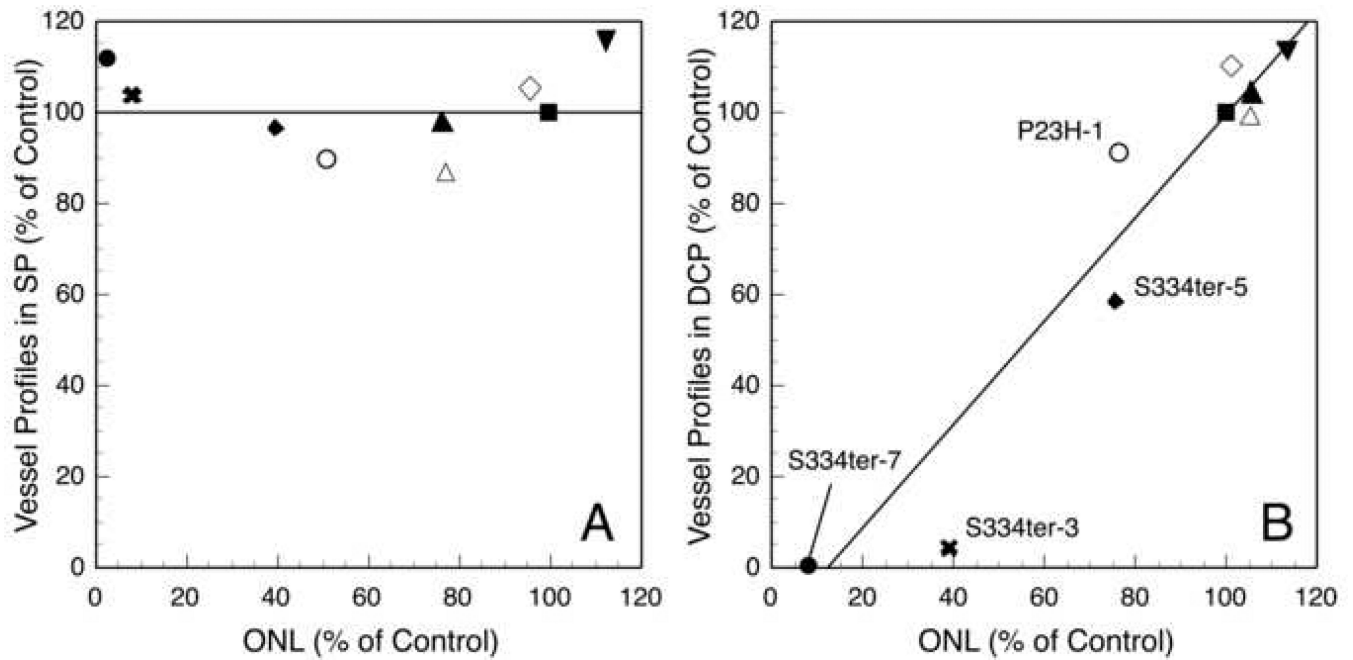 Vessel Profiles in SP (% of Control)
120
100
80
60
40
20
0
0 20 40 60 80 100 120
ONL (% of Control)
A
Vessel Profiles in DCP (% of Control)
120
100
80
60
40
20
0
P23H-1
S334ter-5
S334ter-7
S334ter-3
B
0 20 40 60 80 100 120
ONL (% of Control)